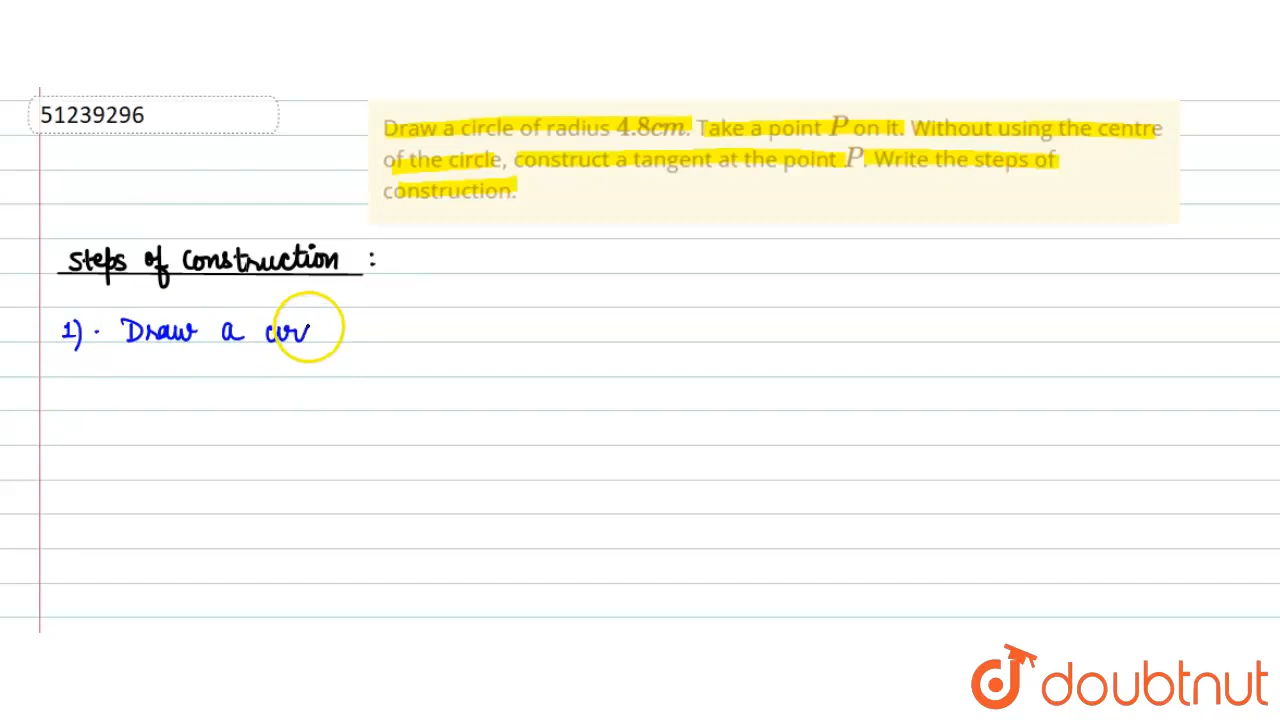 51239296
Draw a circle of radius 4.8cm. Take a point P on it. Without using the centre
of the circle, construct a tangent at the point P. Write the steps of
construction.
Steps of construction :
1). Draw a cir
doubtnut